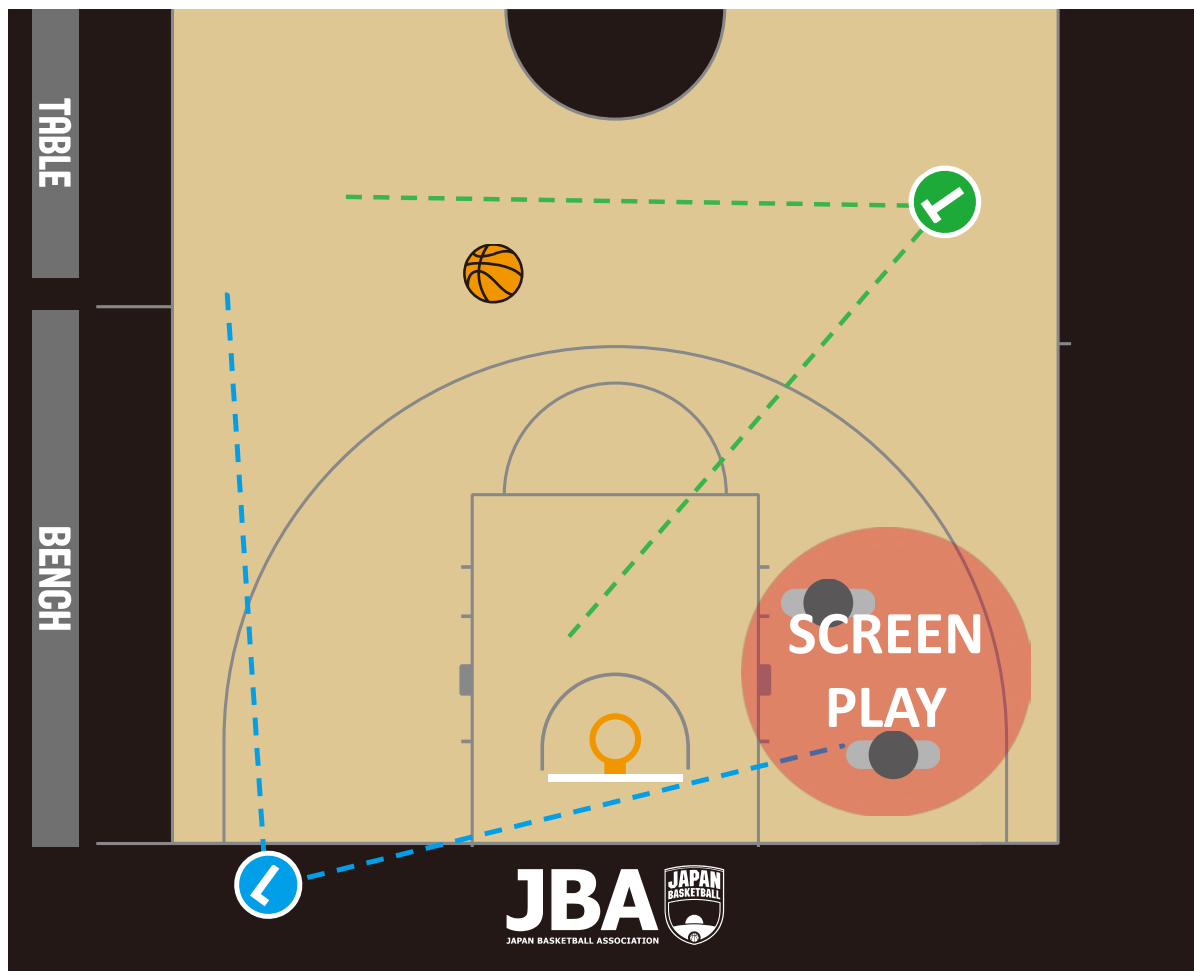 TABLE
T
SCREEN
PLAY
BENCH
L
JBA
JAPAN BASKETBALL ASSOCIATION
JAPAN
BASKETBALL